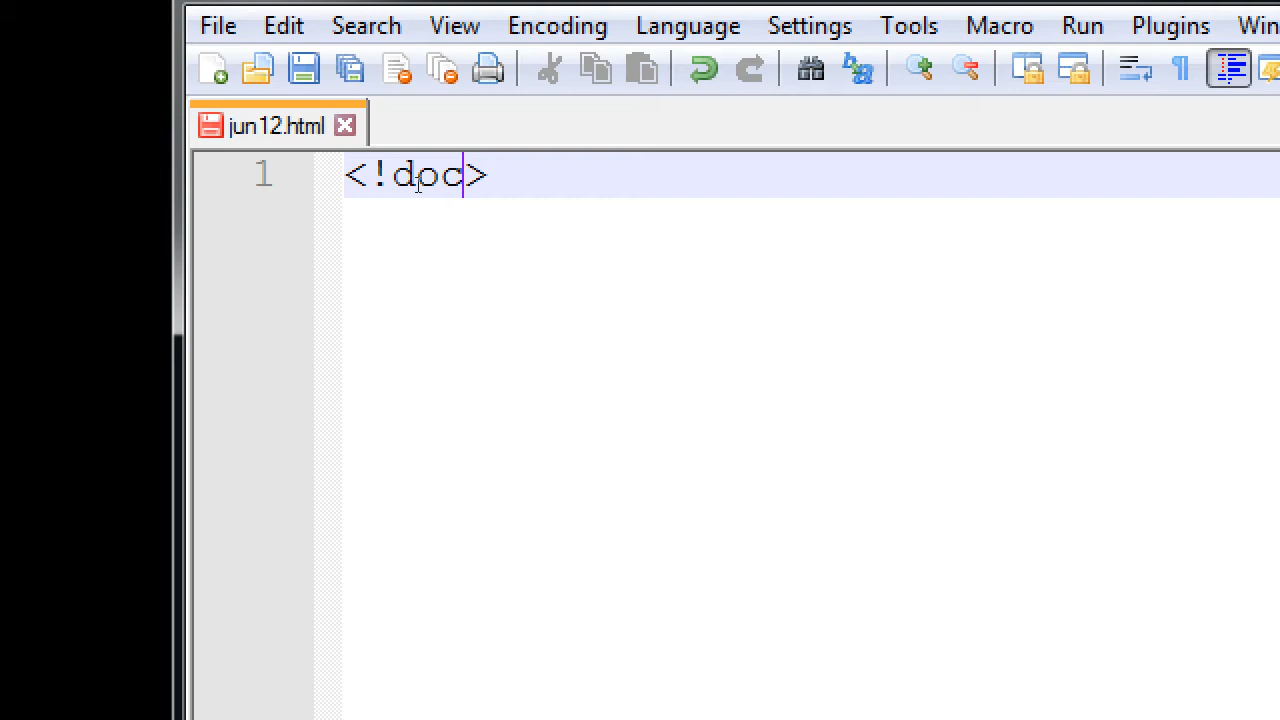 File Edit Search View Encoding Language Settings Tools Macro Run Plugins Win
jun12.html
1 <!doc>